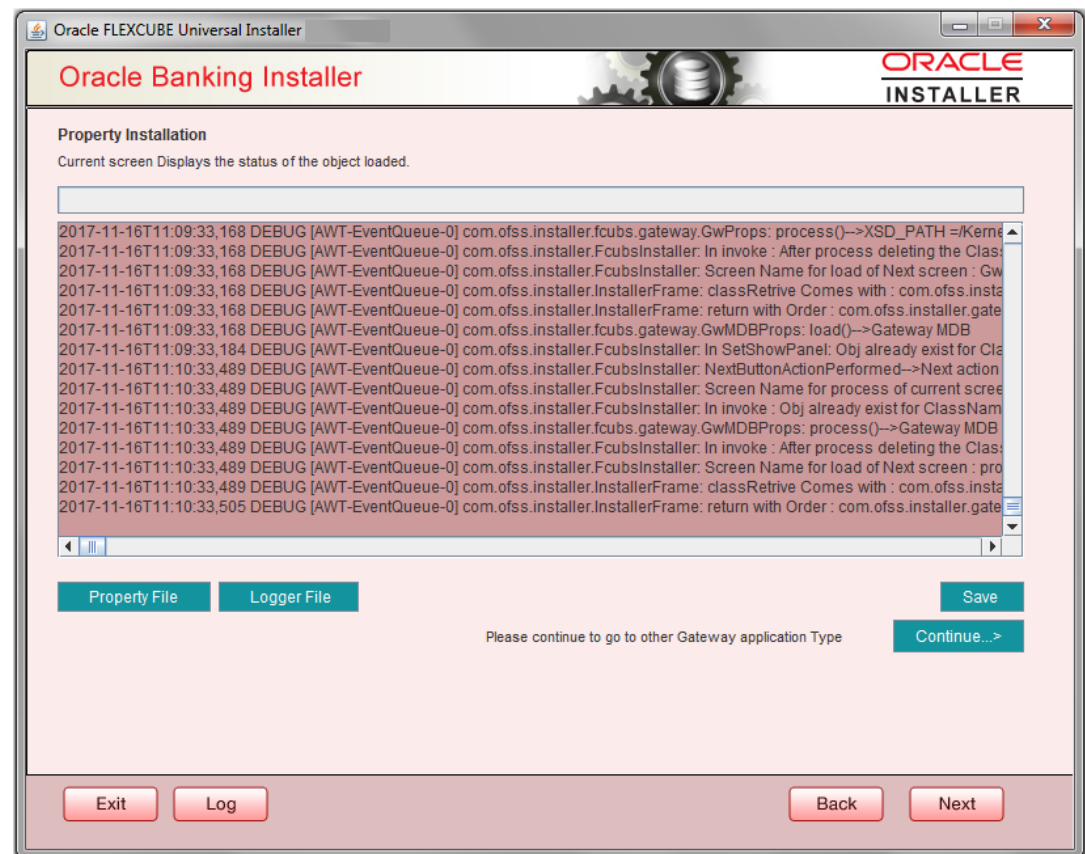 Oracle FLEXCUBE Universal Installer
Oracle Banking Installer
ORACLE
INSTALLER
Property Installation
Current screen Displays the status of the object loaded.
2017-11-16T11:09:33,168 DEBUG [AWT-EventQueue-0] com.ofss.installer.fcubs.gateway.GwProps: process()-->XSD_PATH =/Kerne
2017-11-16T11:09:33,168 DEBUG [AWT-EventQueue-0] com.ofss.installer.FcubsInstaller: In invoke : After process deleting the Clas
2017-11-16T11:09:33,168 DEBUG [AWT-EventQueue-0] com.ofss.installer.FcubsInstaller: Screen Name for load of Next screen : Gw
2017-11-16T11:09:33,168 DEBUG [AWT-EventQueue-0] com.ofss.installer.InstallerFrame: classRetrive Comes with : com.ofss.insta
2017-11-16T11:09:33,168 DEBUG [AWT-EventQueue-0] com.ofss.installer.InstallerFrame: return with Order : com.ofss.installer.gate
2017-11-16T11:09:33,168 DEBUG [AWT-EventQueue-0] com.ofss.installer.fcubs.gateway.GwMDBProps: load()-->Gateway MDB
2017-11-16T11:09:33,184 DEBUG [AWT-EventQueue-0] com.ofss.installer.FcubsInstaller: In SetShowPanel: Obj already exist for Cla
2017-11-16T11:10:33,489 DEBUG [AWT-EventQueue-0] com.ofss.installer.FcubsInstaller: NextButtonActionPerformed-->Next action
2017-11-16T11:10:33,489 DEBUG [AWT-EventQueue-0] com.ofss.installer.FcubsInstaller: Screen Name for process of current scree
2017-11-16T11:10:33,489 DEBUG [AWT-EventQueue-0] com.ofss.installer.FcubsInstaller: In invoke : Obj already exist for ClassNam
2017-11-16T11:10:33,489 DEBUG [AWT-EventQueue-0] com.ofss.installer.fcubs.gateway.GwMDBProps: process()-->Gateway MDB
2017-11-16T11:10:33,489 DEBUG [AWT-EventQueue-0] com.ofss.installer.FcubsInstaller: In invoke : After process deleting the Clas
2017-11-16T11:10:33,489 DEBUG [AWT-EventQueue-0] com.ofss.installer.FcubsInstaller: Screen Name for load of Next screen : pro
2017-11-16T11:10:33,489 DEBUG [AWT-EventQueue-0] com.ofss.installer.InstallerFrame: classRetrive Comes with : com.ofss.insta
2017-11-16T11:10:33,505 DEBUG [AWT-EventQueue-0] com.ofss.installer.InstallerFrame: return with Order : com.ofss.installer.gate
Property File Logger File Save
Please continue to go to other Gateway application Type Continue...>
Exit Log Back Next